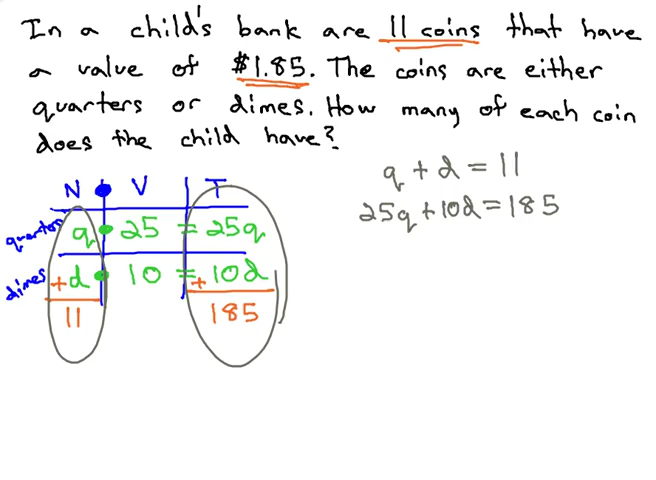 In a child's bank are 11 coins that have
a value of $1.85. The coins are either
quarters or dimes. How many of each coin
does the child have?
N • V T
quarters q • 25 = 25q
dimes +d • 10 = +10d
11 185
q + d = 11
25q + 10d = 185